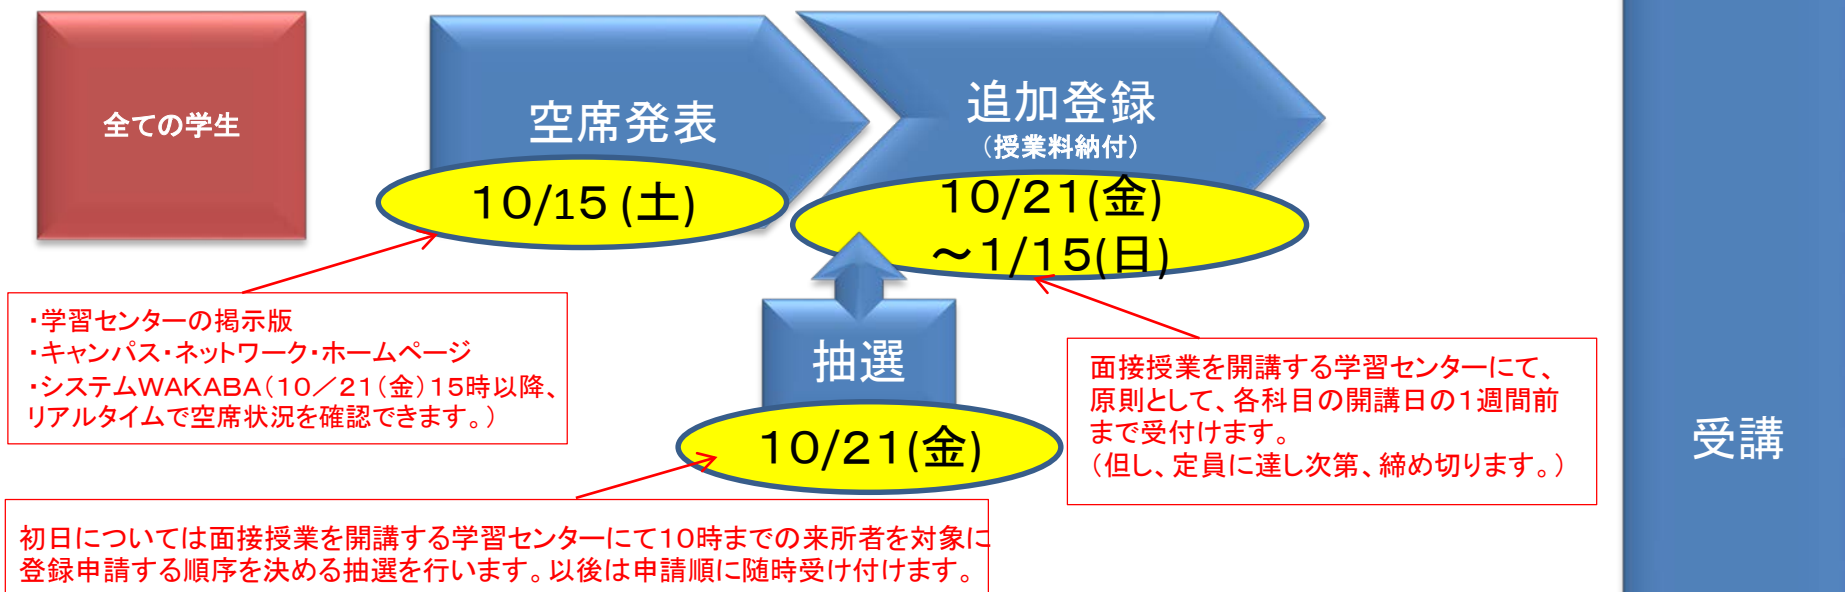 全ての学生
空席発表
10/15 (土)
追加登録
（授業料納付）
10/21(金)
～1/15(日)
・学習センターの掲示版
・キャンパス・ネットワーク・ホームページ
・システムWAKABA（10／21（金）15時以降、
リアルタイムで空席状況を確認できます。）
抽選
10/21(金)
面接授業を開講する学習センターにて、
原則として、各科目の開講日の1週間前
まで受付けます。
（但し、定員に達し次第、締め切ります。）
初日については面接授業を開講する学習センターにて10時までの来所者を対象に
登録申請する順序を決める抽選を行います。以後は申請順に随時受け付けます。
受講